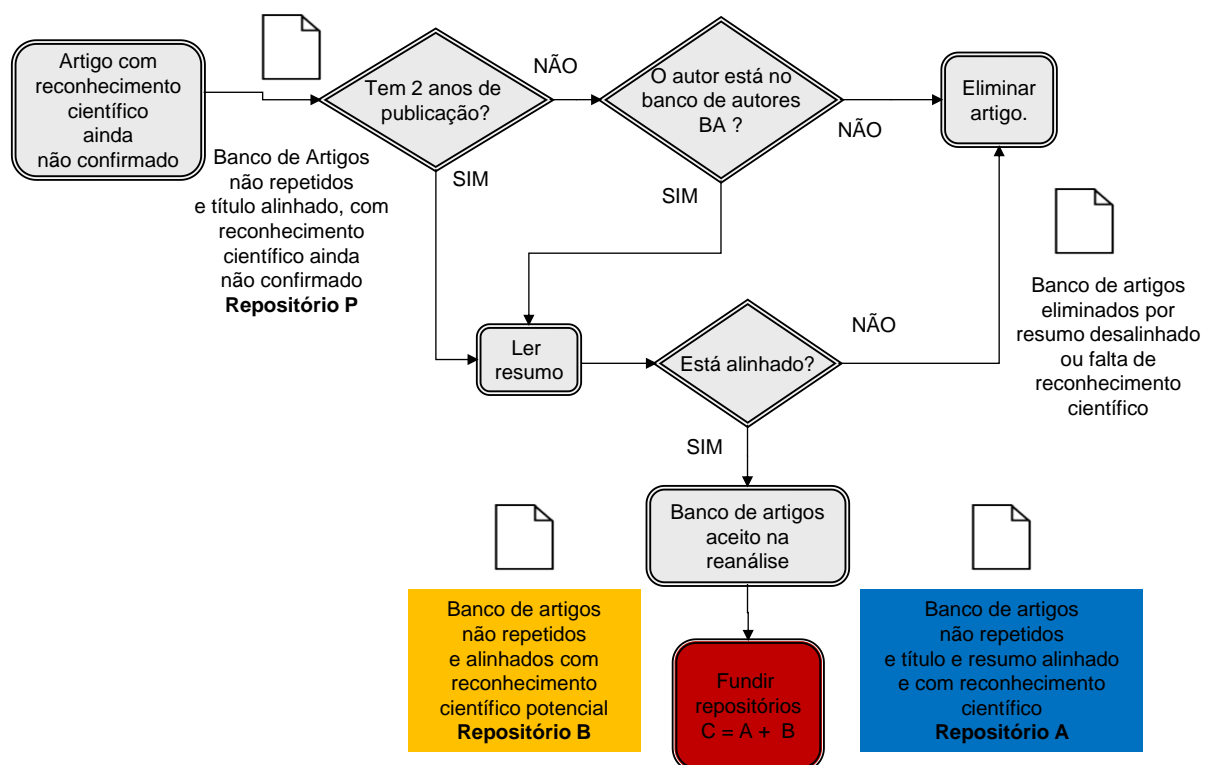 Artigo com
reconhecimento
científico
ainda
não confirmado
Tem 2 anos de
publicação?
NÃO
O autor está no
banco de autores
BA ?
NÃO
Eliminar
artigo.
Banco de Artigos
não repetidos
e título alinhado, com
reconhecimento
científico ainda
não confirmado
Repositório P
SIM
SIM
Ler
resumo
Está alinhado?
NÃO
Banco de artigos
eliminados por
resumo desalinhado
ou falta de
reconhecimento
científico
SIM
Banco de artigos
aceito na
reanálise
Banco de artigos
não repetidos
e alinhados com
reconhecimento
científico potencial
Repositório B
Fundir
repositórios
C = A + B
Banco de artigos
não repetidos
e título e resumo alinhado
e com reconhecimento
científico
Repositório A